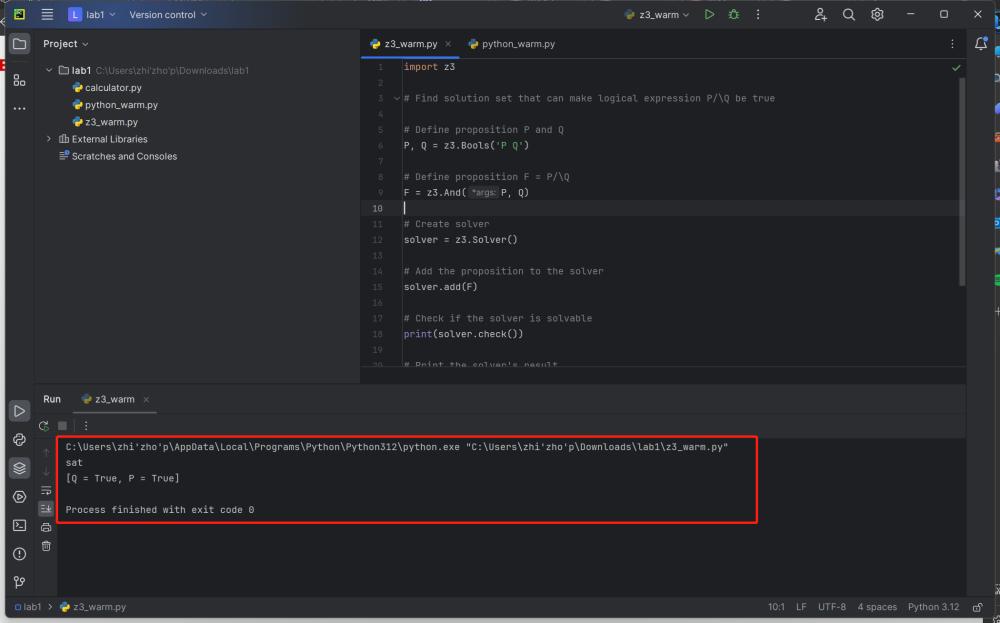 L lab1 Version control z3_warm
Project
lab1 C:\Users\zhi'zho'p\Downloads\lab1
calculator.py
python_warm.py
z3_warm.py
External Libraries
Scratches and Consoles
z3_warm.py python_warm.py
1 import z3
2
3 # Find solution set that can make logical expression P/\Q be true
4
5 # Define proposition P and Q
6 P, Q = z3.Bools('P Q')
7
8 # Define proposition F = P/\Q
9 F = z3.And( *args: P, Q)
10
11 # Create solver
12 solver = z3.Solver()
13
14 # Add the proposition to the solver
15 solver.add(F)
16
17 # Check if the solver is solvable
18 print(solver.check())
19
20 # Print the solver's result
Run z3_warm
C:\Users\zhi'zho'p\AppData\Local\Programs\Python\Python312\python.exe "C:\Users\zhi'zho'p\Downloads\lab1\z3_warm.py"
sat
[Q = True, P = True]
Process finished with exit code 0
lab1 > z3_warm.py 10:1 LF UTF-8 4 spaces Python 3.12